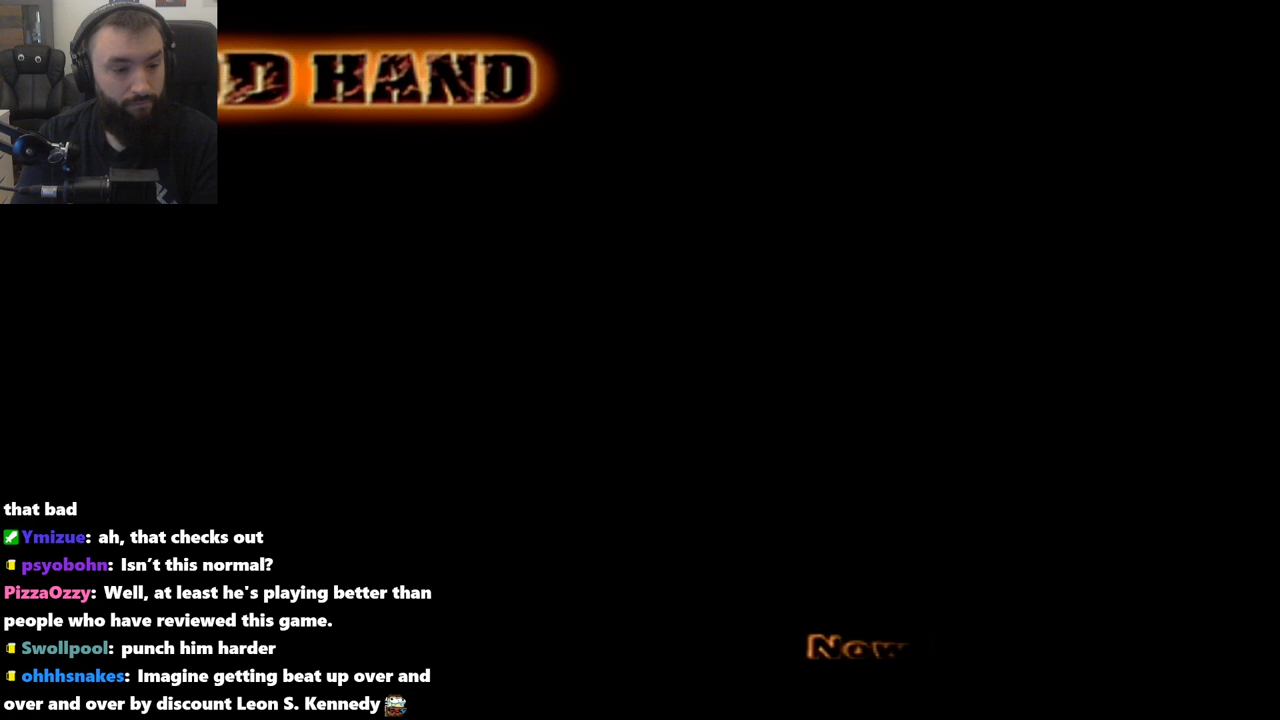 D HAND
that bad
Ymizue: ah, that checks out
psyobohn: Isn’t this normal?
PizzaOzzy: Well, at least he's playing better than
people who have reviewed this game.
Swollpool: punch him harder
ohhhsnakes: Imagine getting beat up over and
over and over by discount Leon S. Kennedy
Now